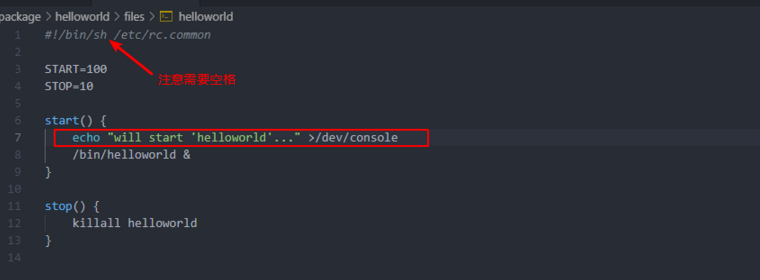 package > helloworld > files > helloworld
1 #!/bin/sh /etc/rc.common
2
3 START=100
注意需要空格
4 STOP=10
5
6 start() {
7 echo "will start 'helloworld'..." >/dev/console
8 /bin/helloworld &
9 }
10
11 stop() {
12 killall helloworld
13 }
14